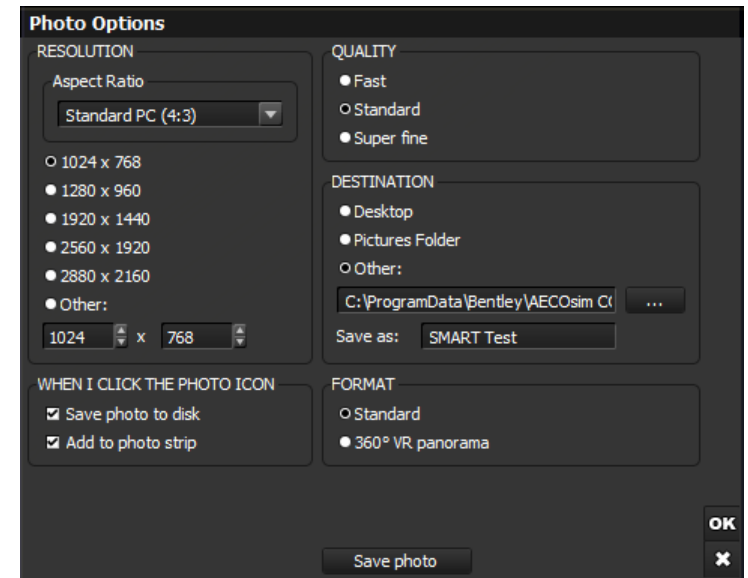 Photo Options
RESOLUTION
Aspect Ratio
Standard PC (4:3)
1024 x 768
1280 x 960
1920 x 1440
2560 x 1920
2880 x 2160
Other:
1024 x 768
WHEN I CLICK THE PHOTO ICON
Save photo to disk
Add to photo strip
QUALITY
Fast
Standard
Super fine
DESTINATION
Desktop
Pictures Folder
Other:
C:\ProgramData\Bentley\AECOsim C( ...
Save as: SMART Test
FORMAT
Standard
360° VR panorama
OK
Save photo